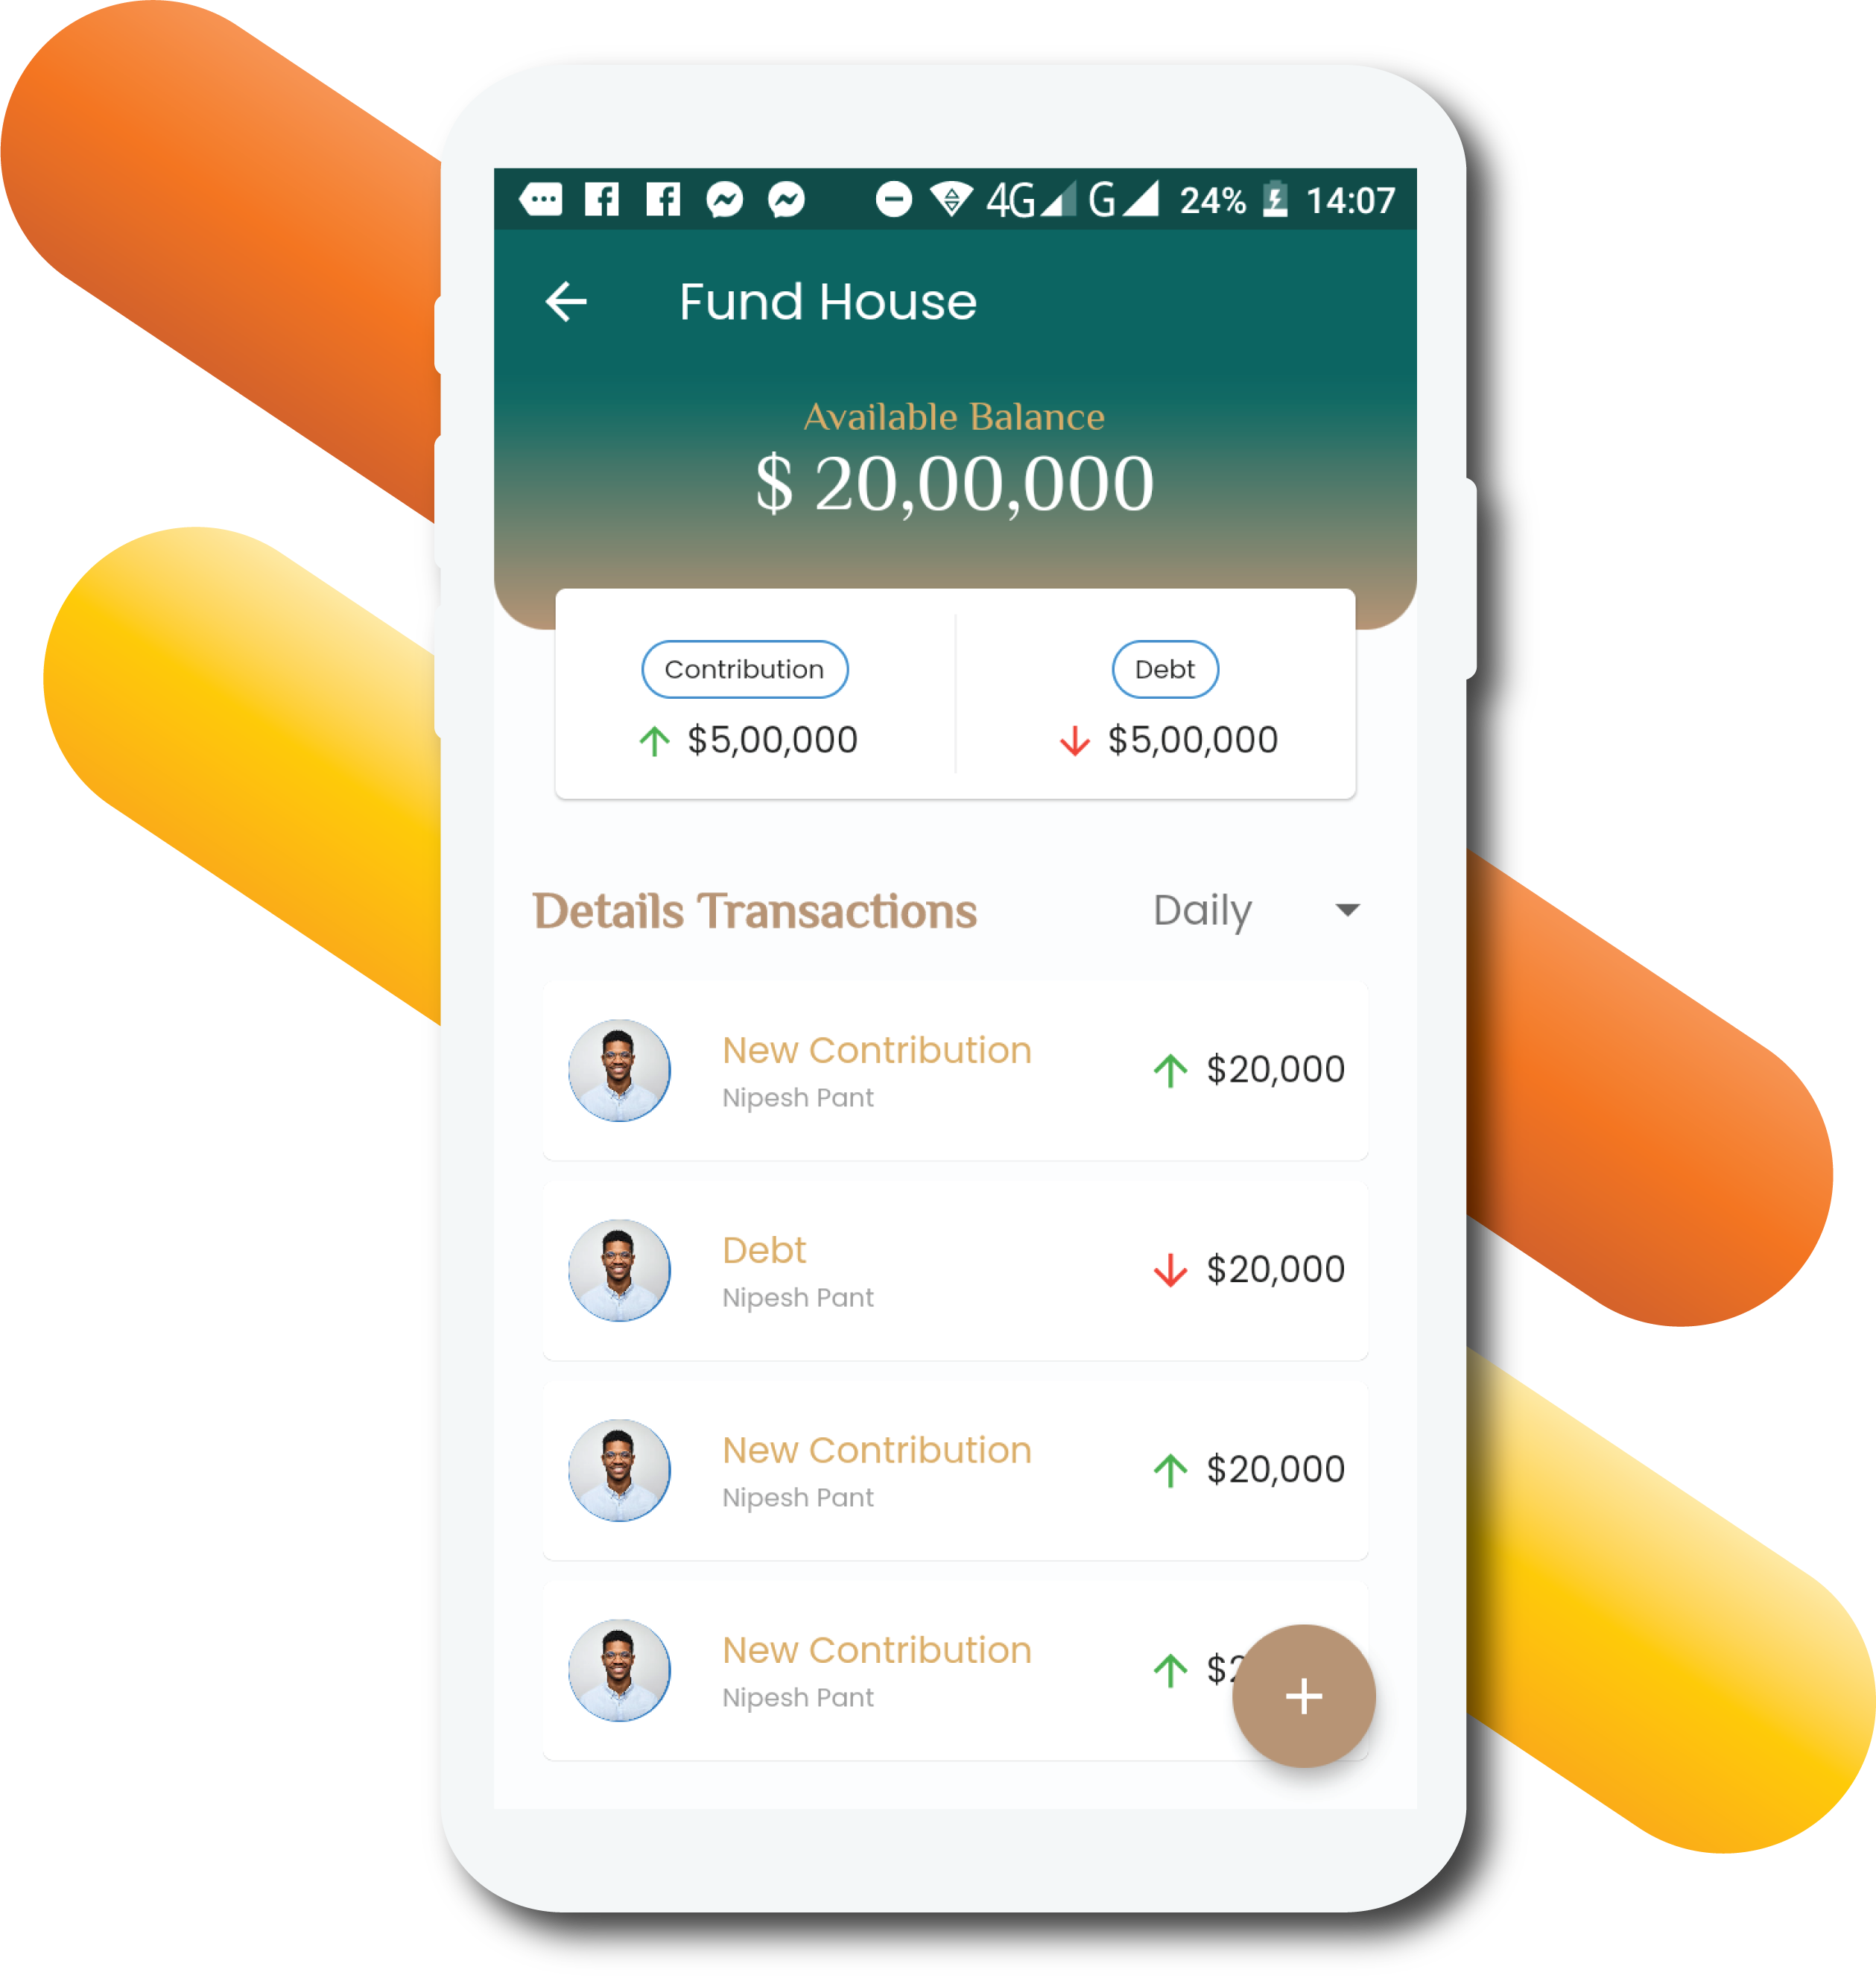 4G G 24% 14:07
Fund House
Available Balance
$ 20,00,000
Contribution
Debt
$5,00,000
$5,00,000
Details Transactions
Daily
New Contribution
Nipesh Pant
$20,000
Debt
Nipesh Pant
$20,000
New Contribution
Nipesh Pant
$20,000
New Contribution
Nipesh Pant
+